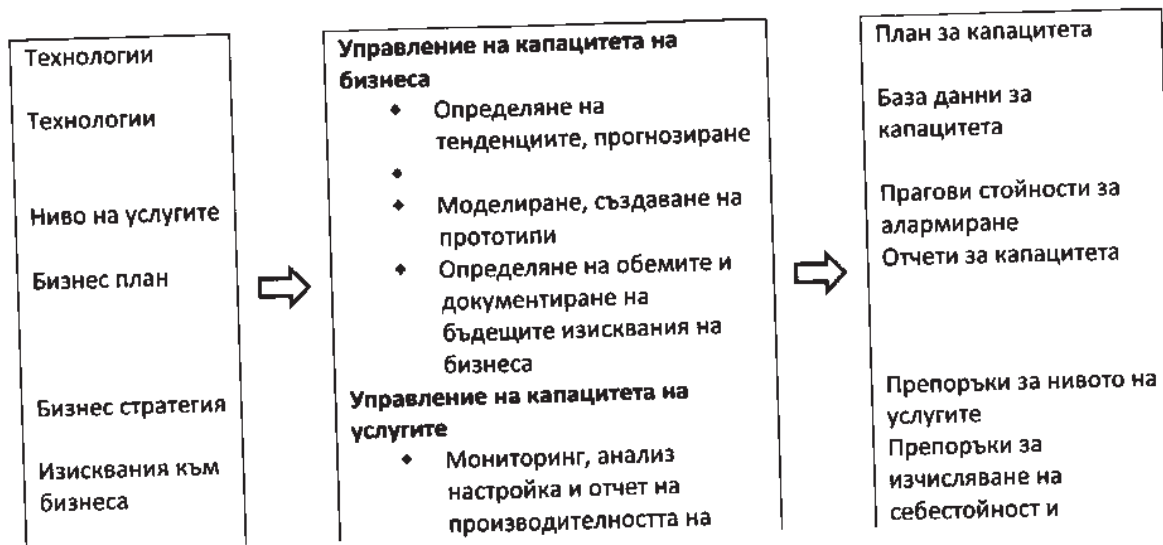 Технологии
Технологии
Ниво на услугите
Бизнес план
Бизнес стратегия
Изисквания към
бизнеса
Управление на капацитета на
бизнеса
◆ Определяне на
тенденциите, прогнозиране
◆
◆ Моделиране, създаване на
прототипи
◆ Определяне на обемите и
документиране на
бъдещите изисквания на
бизнеса
Управление на капацитета на
услугите
◆ Мониторинг, анализ
настройка и отчет на
производителността на
План за капацитета
База данни за
капацитета
Прагови стойности за
алармиране
Отчети за капацитета
Препоръки за нивото на
услугите
Препоръки за
изчисляване на
себестойност и